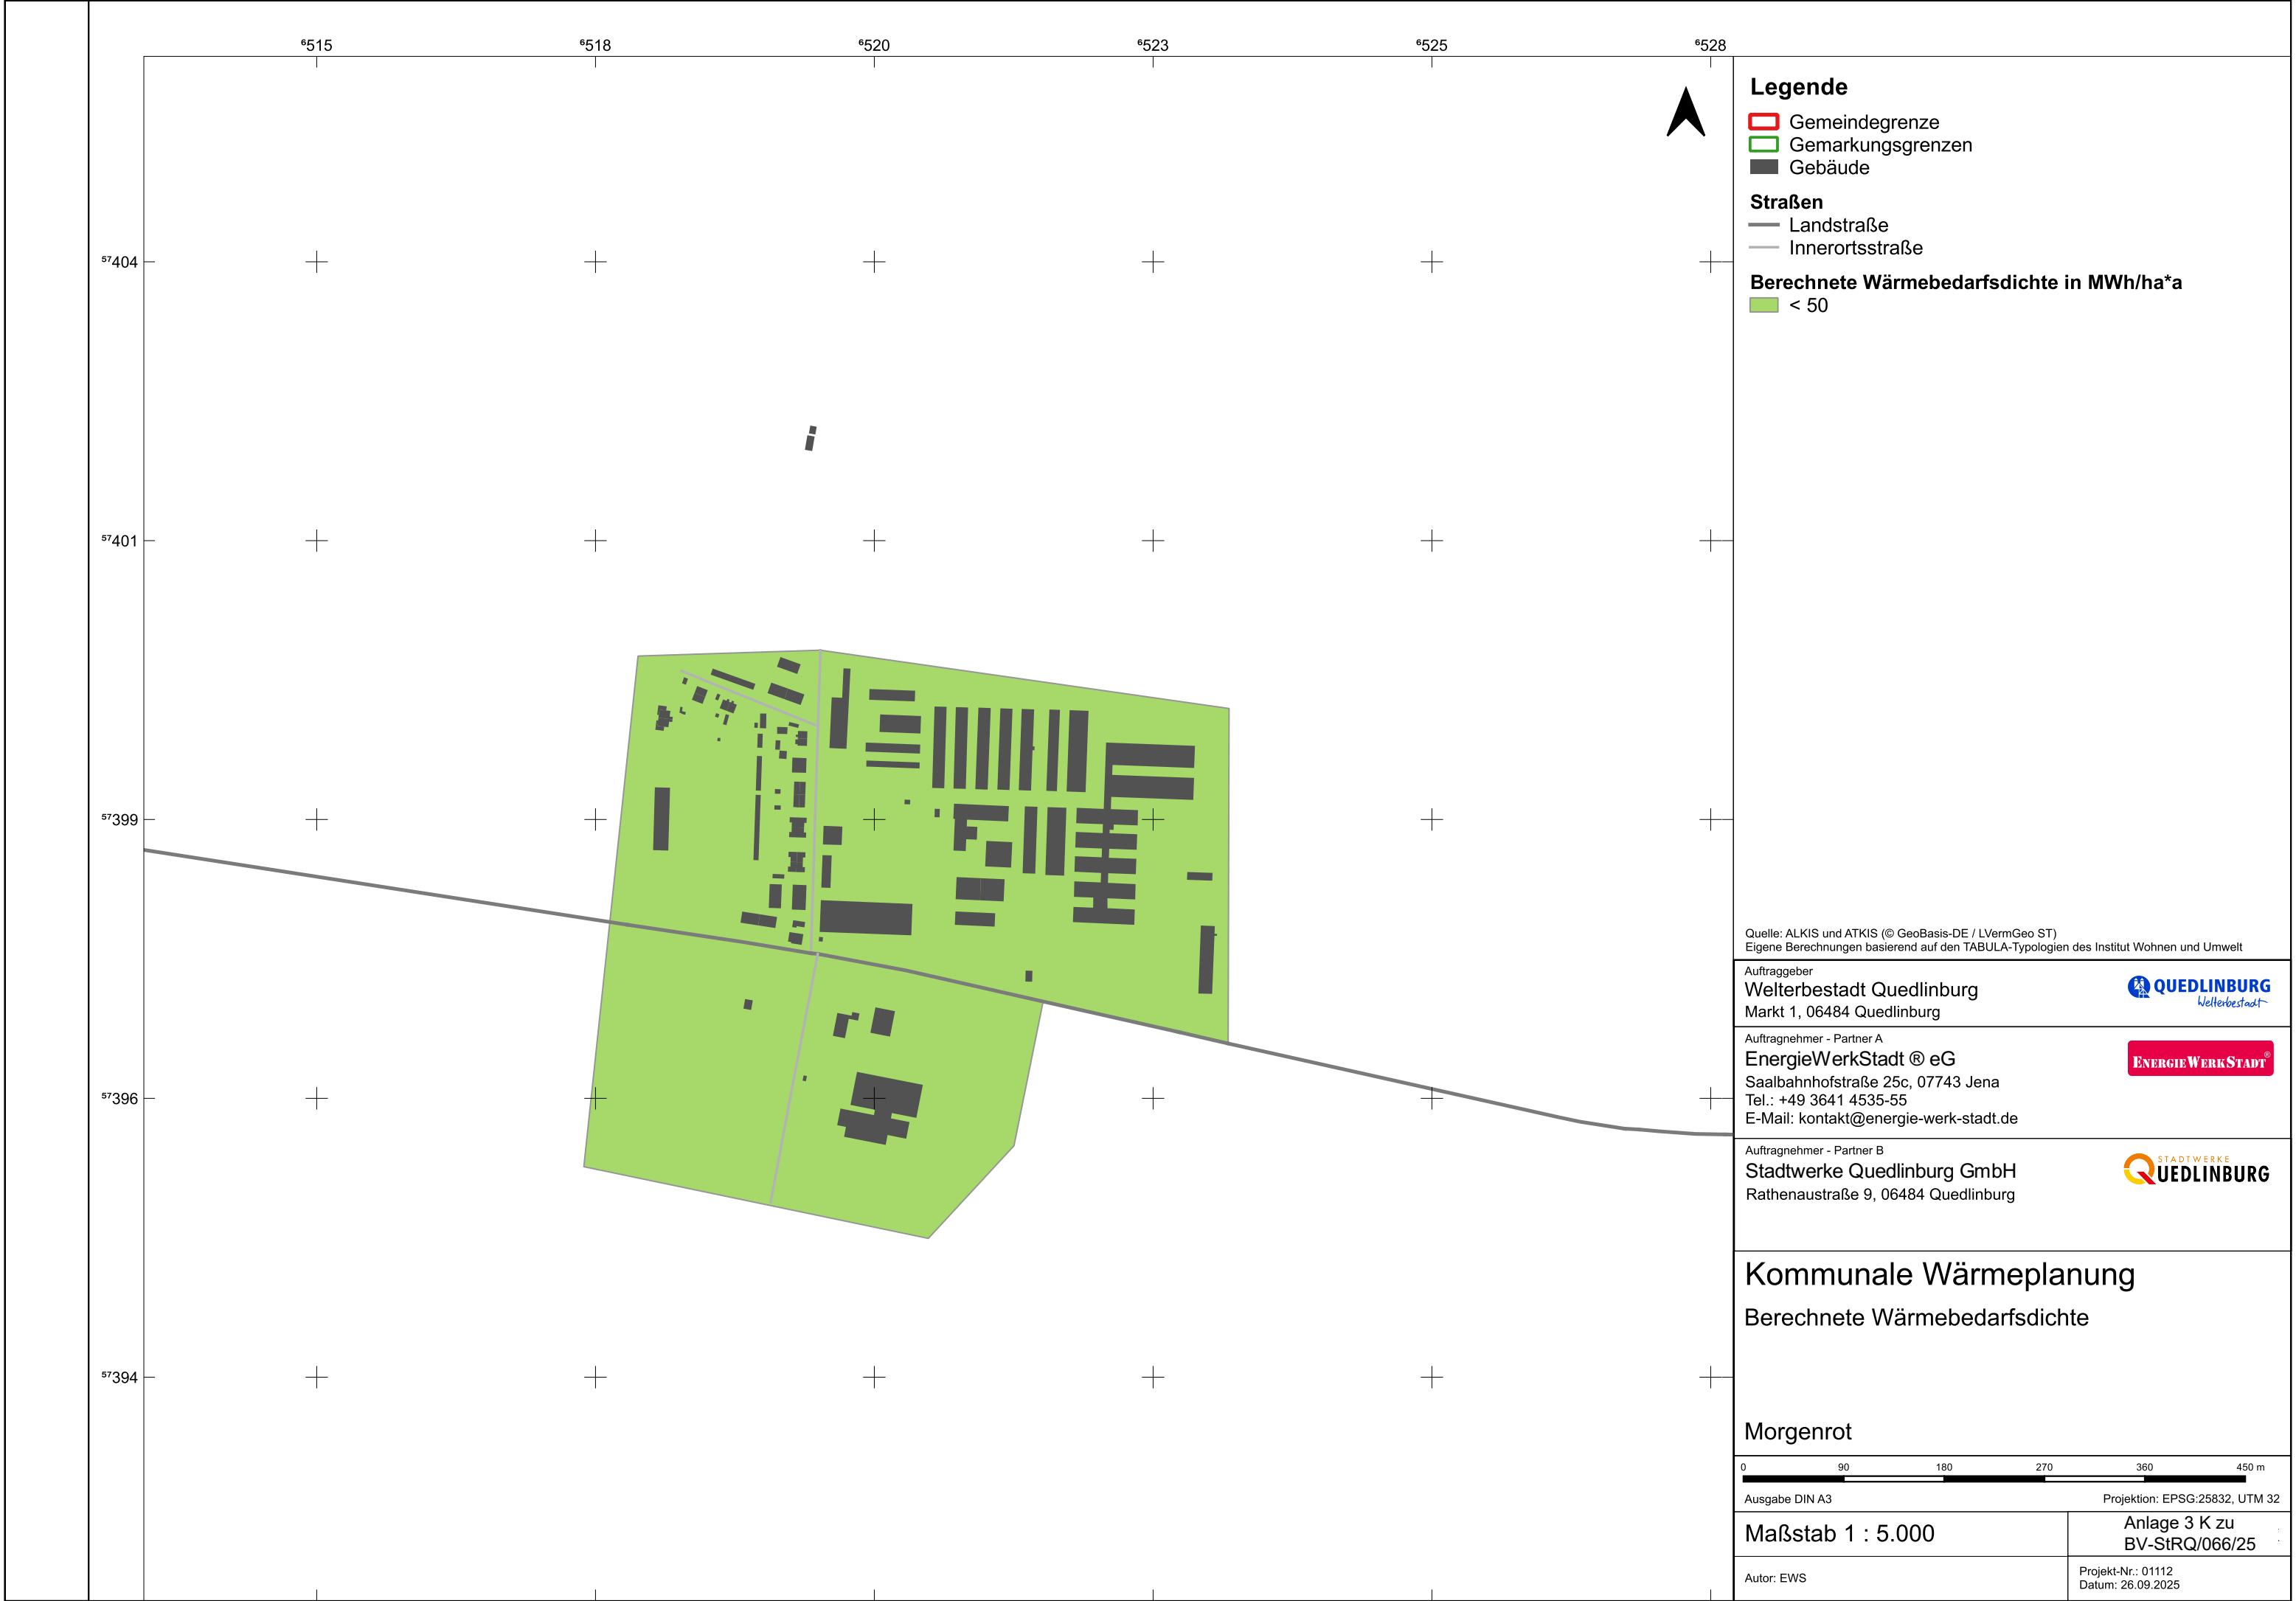 ⁶515 ⁶518 ⁶520 ⁶523 ⁶525 ⁶528
⁵⁷404
⁵⁷401
⁵⁷399
⁵⁷396
⁵⁷394
Legende
Gemeindegrenze
Gemarkungsgrenzen
Gebäude
Straßen
Landstraße
Innerortsstraße
Berechnete Wärmebedarfsdichte in MWh/ha*a
< 50
Quelle: ALKIS und ATKIS (© GeoBasis-DE / LVermGeo ST)
Eigene Berechnungen basierend auf den TABULA-Typologien des Institut Wohnen und Umwelt
Auftraggeber
Welterbestadt Quedlinburg
Markt 1, 06484 Quedlinburg
QUEDLINBURG
Welterbestadt
Auftragnehmer - Partner A
EnergieWerkStadt ® eG
Saalbahnhofstraße 25c, 07743 Jena
Tel.: +49 3641 4535-55
E-Mail: kontakt@energie-werk-stadt.de
ENERGIEWERKSTADT®
Auftragnehmer - Partner B
Stadtwerke Quedlinburg GmbH
Rathenaustraße 9, 06484 Quedlinburg
STADTWERKE
QUEDLINBURG
Kommunale Wärmeplanung
Berechnete Wärmebedarfsdichte
Morgenrot
0 90 180 270 360 450 m
Ausgabe DIN A3 Projektion: EPSG:25832, UTM 32
Maßstab 1 : 5.000
Anlage 3 K zu
BV-StRQ/066/25
Autor: EWS
Projekt-Nr.: 01112
Datum: 26.09.2025